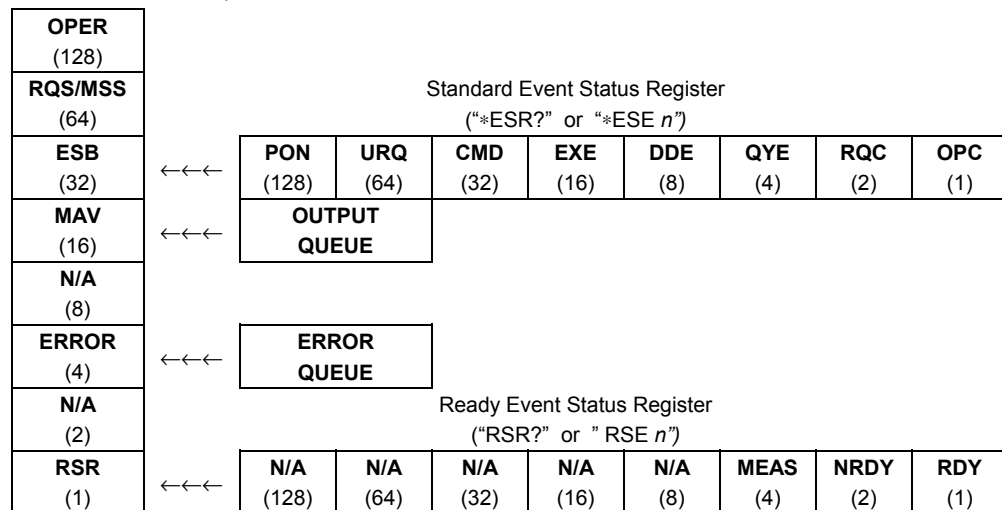 OPER
(128)
RQS/MSS Standard Event Status Register
(64) ("∗ESR?" or "∗ESE n")
ESB ←←← PON URQ CMD EXE DDE QYE RQC OPC
(32) (128) (64) (32) (16) (8) (4) (2) (1)
MAV ←←← OUTPUT
(16) QUEUE
N/A
(8)
ERROR ←←← ERROR
(4) QUEUE
N/A Ready Event Status Register
(2) ("RSR?" or " RSE n")
RSR ←←← N/A N/A N/A N/A N/A MEAS NRDY RDY
(1) (128) (64) (32) (16) (8) (4) (2) (1)